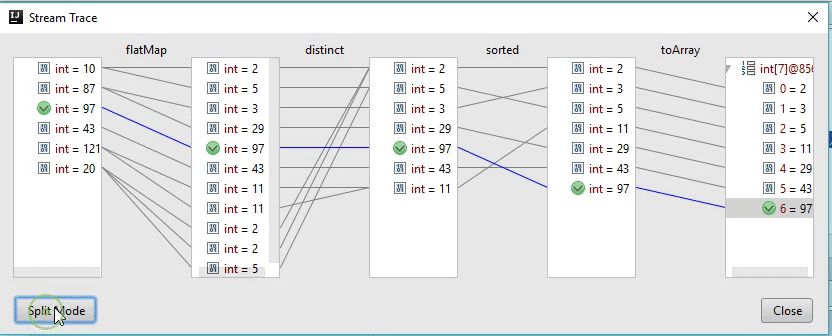 Stream Trace
flatMap distinct sorted toArray
int = 10
int = 87
int = 97
int = 43
int = 121
int = 20
int = 2
int = 5
int = 3
int = 29
int = 97
int = 43
int = 11
int = 11
int = 2
int = 2
int = 5
int = 2
int = 5
int = 3
int = 29
int = 97
int = 43
int = 11
int = 2
int = 3
int = 5
int = 11
int = 29
int = 43
int = 97
int[7]@856
0 = 2
1 = 3
2 = 5
3 = 11
4 = 29
5 = 43
6 = 97
Split Mode
Close